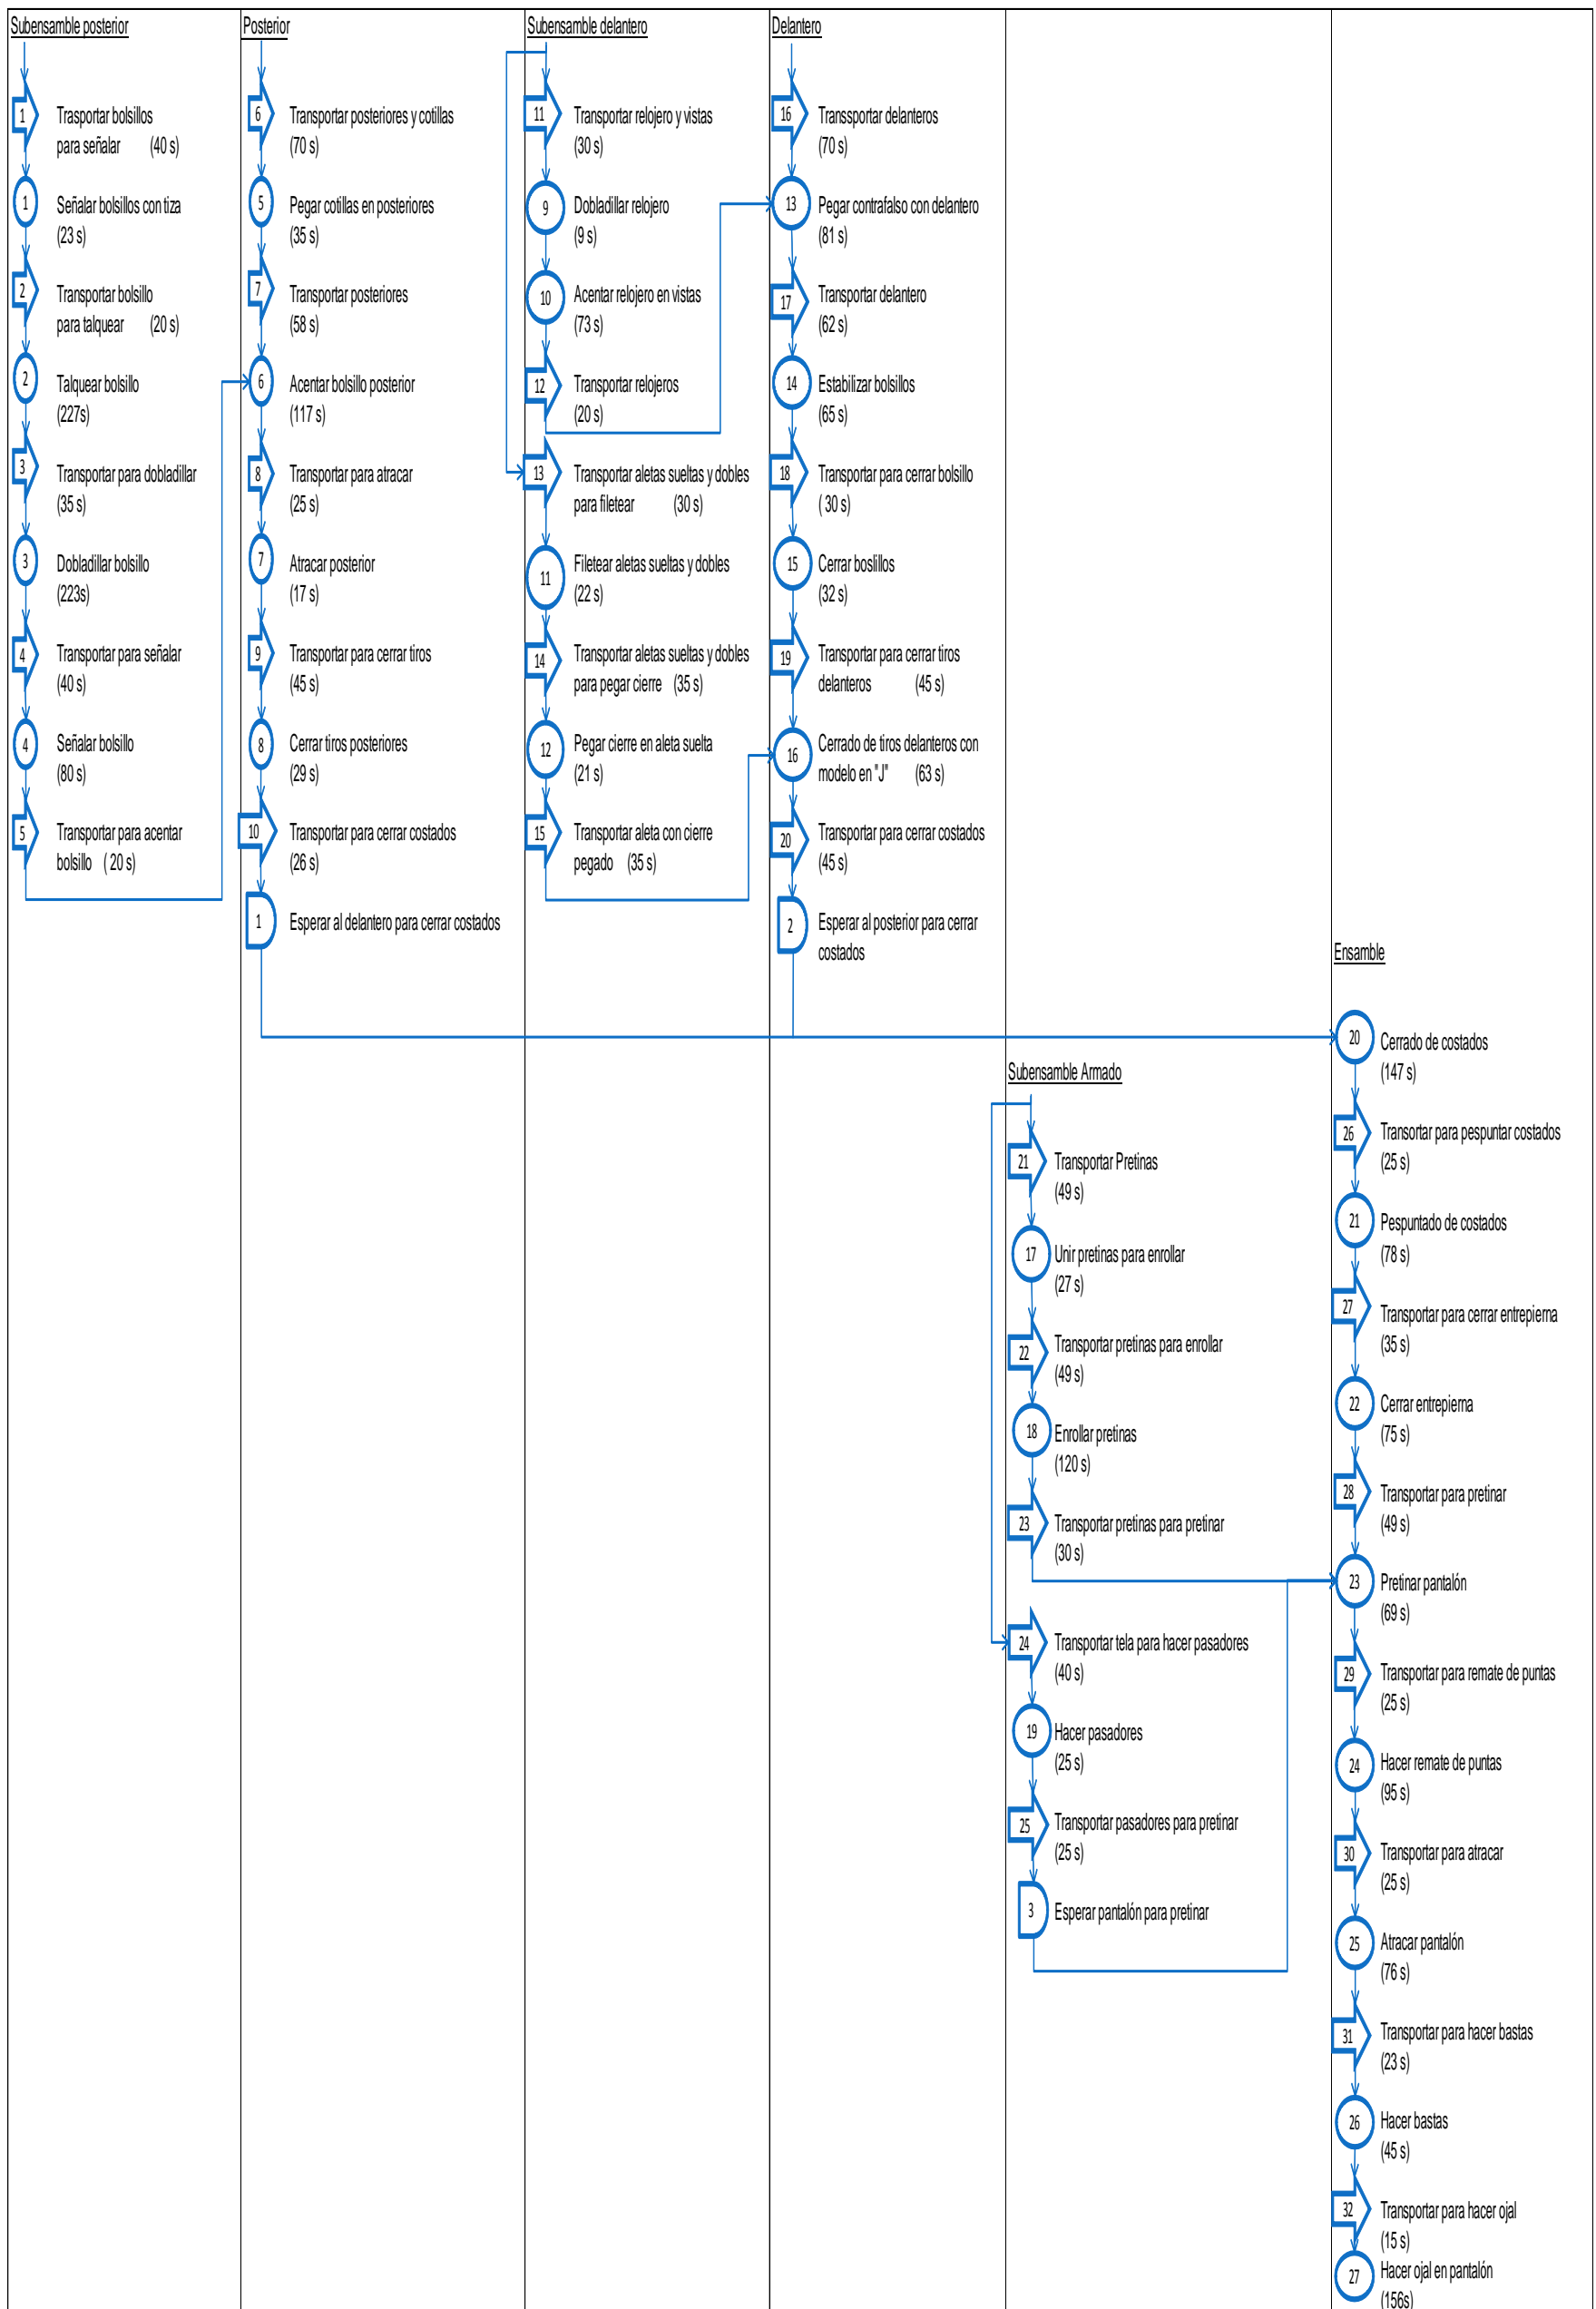 Subensamble posterior
1
Trasportar bolsillos
para señalar (40 s)
1
Señalar bolsillos con tiza
(23 s)
2
Transportar bolsillo
para talquear (20 s)
2
Talquear bolsillo
(227s)
3
Transportar para dobladillar
(35 s)
3
Dobladillar bolsillo
(223s)
4
Transportar para señalar
(40 s)
4
Señalar bolsillo
(80 s)
5
Transportar para acentar
bolsillo ( 20 s)
Posterior
6
Transportar posteriores y cotillas
(70 s)
5
Pegar cotillas en posteriores
(35 s)
7
Transportar posteriores
(58 s)
6
Acentar bolsillo posterior
(117 s)
8
Transportar para atracar
(25 s)
7
Atracar posterior
(17 s)
9
Transportar para cerrar tiros
(45 s)
8
Cerrar tiros posteriores
(29 s)
10
Transportar para cerrar costados
(26 s)
1
Esperar al delantero para cerrar costados
Subensamble delantero
11
Transportar relojero y vistas
(30 s)
9
Dobladillar relojero
(9 s)
10
Acentar relojero en vistas
(73 s)
12
Transportar relojeros
(20 s)
13
Transportar aletas sueltas y dobles
para filetear (30 s)
11
Filetear aletas sueltas y dobles
(22 s)
14
Transportar aletas sueltas y dobles
para pegar cierre (35 s)
12
Pegar cierre en aleta suelta
(21 s)
15
Transportar aleta con cierre
pegado (35 s)
Delantero
16
Transsportar delanteros
(70 s)
13
Pegar contrafalso con delantero
(81 s)
17
Transportar delantero
(62 s)
14
Estabilizar bolsillos
(65 s)
18
Transportar para cerrar bolsillo
( 30 s)
15
Cerrar boslillos
(32 s)
19
Transportar para cerrar tiros
delanteros (45 s)
16
Cerrado de tiros delanteros con
modelo en "J" (63 s)
20
Transportar para cerrar costados
(45 s)
2
Esperar al posterior para cerrar
costados
Subensamble Armado
21
Transportar Pretinas
(49 s)
17
Unir pretinas para enrollar
(27 s)
22
Transportar pretinas para enrollar
(49 s)
18
Enrollar pretinas
(120 s)
23
Transportar pretinas para pretinar
(30 s)
24
Transportar tela para hacer pasadores
(40 s)
19
Hacer pasadores
(25 s)
25
Transportar pasadores para pretinar
(25 s)
3
Esperar pantalón para pretinar
Ensamble
20
Cerrado de costados
(147 s)
26
Transortar para pespuntar costados
(25 s)
21
Pespuntado de costados
(78 s)
27
Transportar para cerrar entrepierna
(35 s)
22
Cerrar entrepierna
(75 s)
28
Transportar para pretinar
(49 s)
23
Pretinar pantalón
(69 s)
29
Transportar para remate de puntas
(25 s)
24
Hacer remate de puntas
(95 s)
30
Transportar para atracar
(25 s)
25
Atracar pantalón
(76 s)
31
Transportar para hacer bastas
(23 s)
26
Hacer bastas
(45 s)
32
Transportar para hacer ojal
(15 s)
27
Hacer ojal en pantalón
(156s)